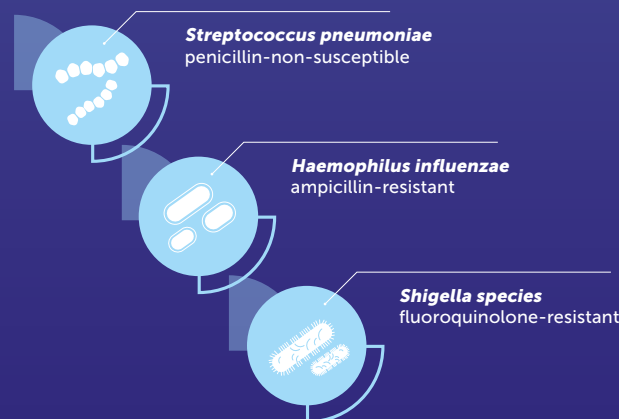 Streptococcus pneumoniae
penicillin-non-susceptible
Haemophilus influenzae
ampicillin-resistant
Shigella species
fluoroquinolone-resistant